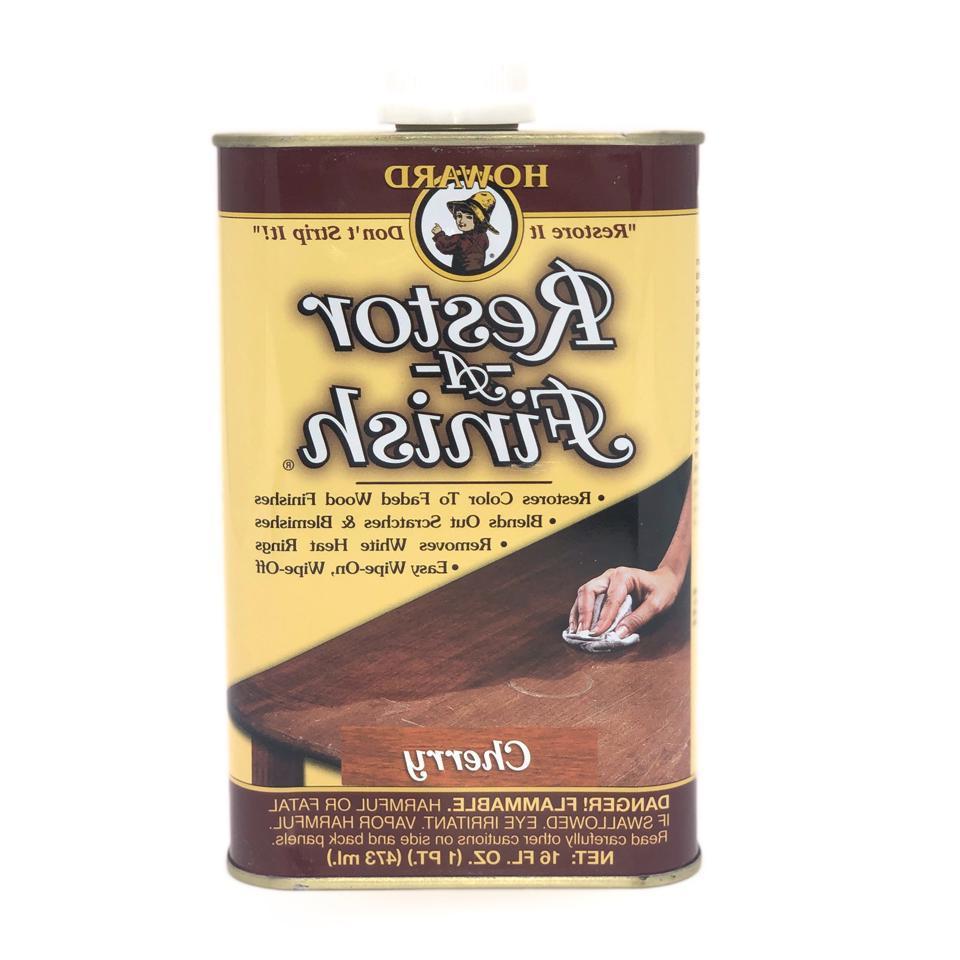 HOWARD
"Restore It Don't Strip It!"
Restor
-A-
Finish®
• Restores Color To Faded Wood Finishes
• Blends Out Scratches & Blemishes
• Removes White Heat Rings
• Easy Wipe-On, Wipe-Off
Cherry
DANGER! FLAMMABLE. HARMFUL OR FATAL
IF SWALLOWED. EYE IRRITANT. VAPOR HARMFUL.
Read carefully other cautions on side and back panels.
NET: 16 FL. OZ. (1 PT.) (473 ml.)